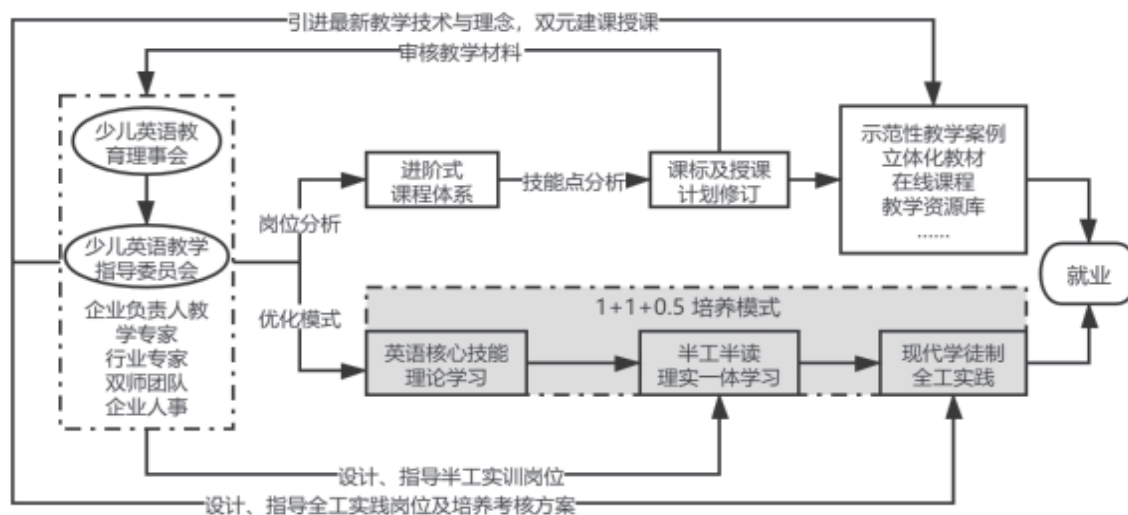 引进最新教学技术与理念，双元建课授课
审核教学材料
少儿英语教
育理事会
少儿英语教学
指导委员会
企业负责人教
学专家
行业专家
双师团队
企业人事
岗位分析
优化模式
进阶式
课程体系
技能点分析
课标及授课
计划修订
示范性教学案例
立体化教材
在线课程
教学资源库
……
1+1+0.5 培养模式
英语核心技能
理论学习
半工半读
理实一体学习
现代学徒制
全工实践
就业
设计、指导半工实训岗位
设计、指导全工实践岗位及培养考核方案